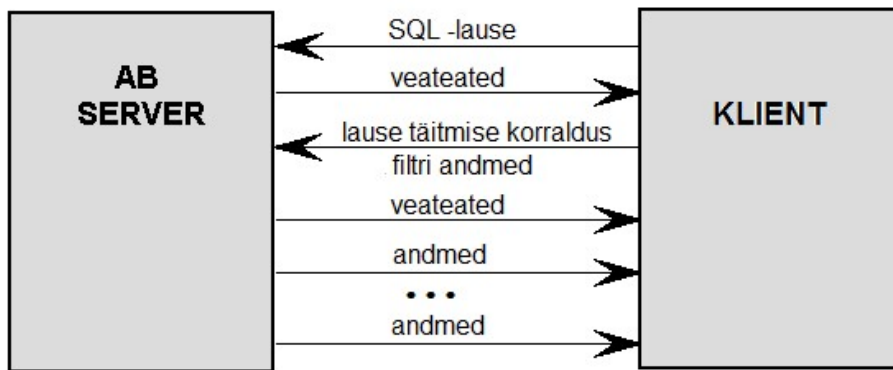 AB
SERVER
SQL -lause
veateated
lause täitmise korraldus
filtri andmed
veateated
andmed
• • •
andmed
KLIENT